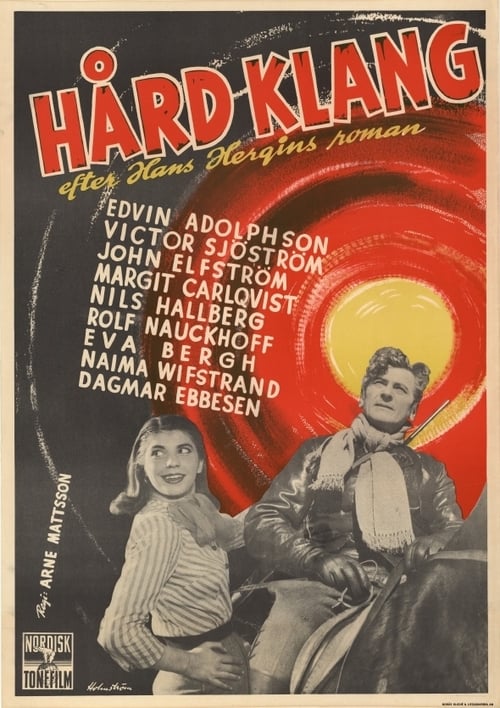 HÅRD KLANG
efter Hans Hergins roman
EDVIN ADOLPHSON
VICTOR SJÖSTRÖM
JOHN ELFSTRÖM
MARGIT CARLQVIST
NILS HALLBERG
ROLF NAUCKHOFF
EVA BERGH
NAIMA WIFSTRAND
DAGMAR EBBESEN
Regi: ARNE MATTSSON
NORDISK
TONEFILM
Holmström